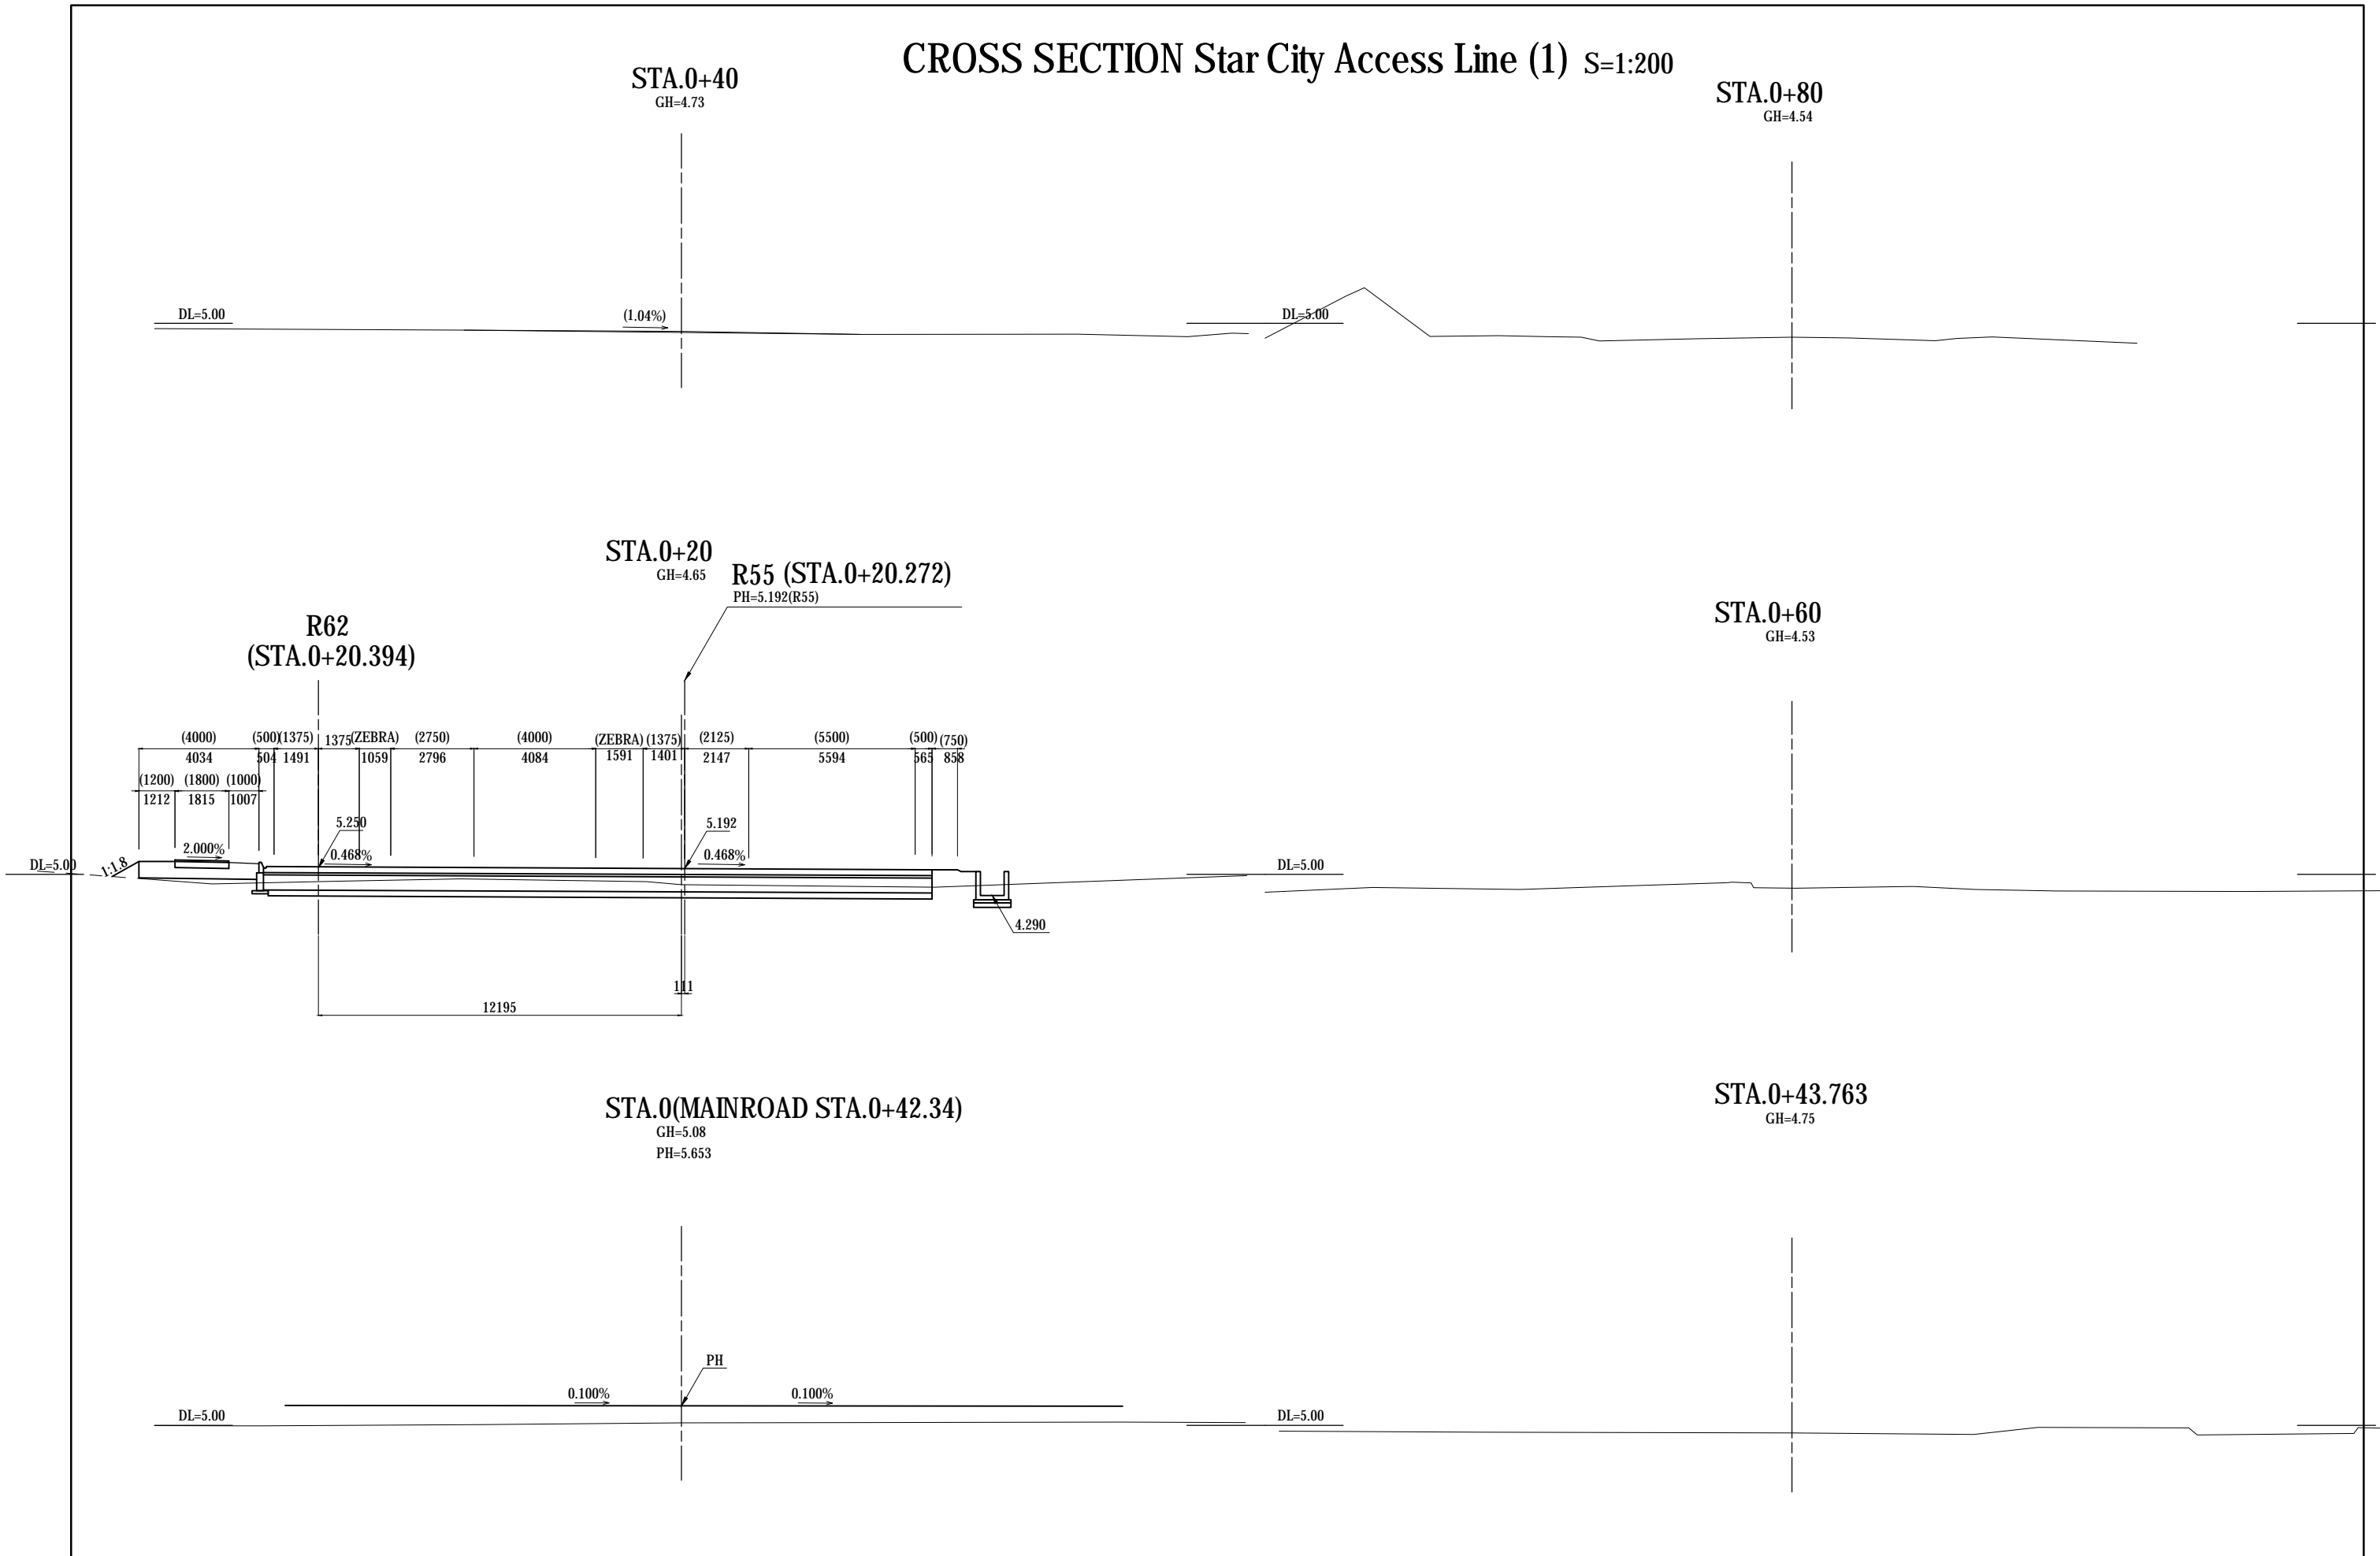 CROSS SECTION Star City Access Line (1) S=1:200
STA.0+40
GH=4.73
DL=5.00
(1.04%)
STA.0+80
GH=4.54
DL=5.00
STA.0+20
GH=4.65
R55 (STA.0+20.272)
PH=5.192(R55)
R62
(STA.0+20.394)
(4000) (500) (1375) 1375 (ZEBRA) (2750) (4000) (ZEBRA) (1375) (2125) (5500) (500) (750)
4034 504 1491 1059 2796 4084 1591 1401 2147 5594 565 858
(1200) (1800) (1000)
1212 1815 1007
5.250
5.192
2.000%
0.468%
0.468%
DL=5.00
1:1.8
4.290
111
12195
STA.0+60
GH=4.53
DL=5.00
STA.0(MAINROAD STA.0+42.34)
GH=5.08
PH=5.653
PH
0.100%
0.100%
DL=5.00
STA.0+43.763
GH=4.75
DL=5.00